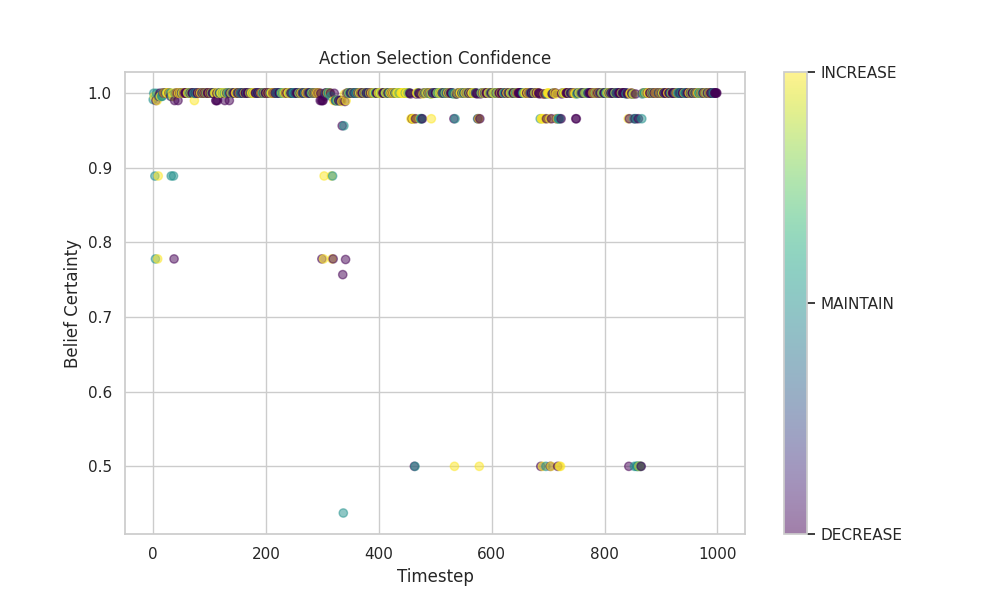 Action Selection Confidence
INCREASE
MAINTAIN
DECREASE
Belief Certainty
1.0
0.9
0.8
0.7
0.6
0.5
0
200
400
600
800
1000
Timestep